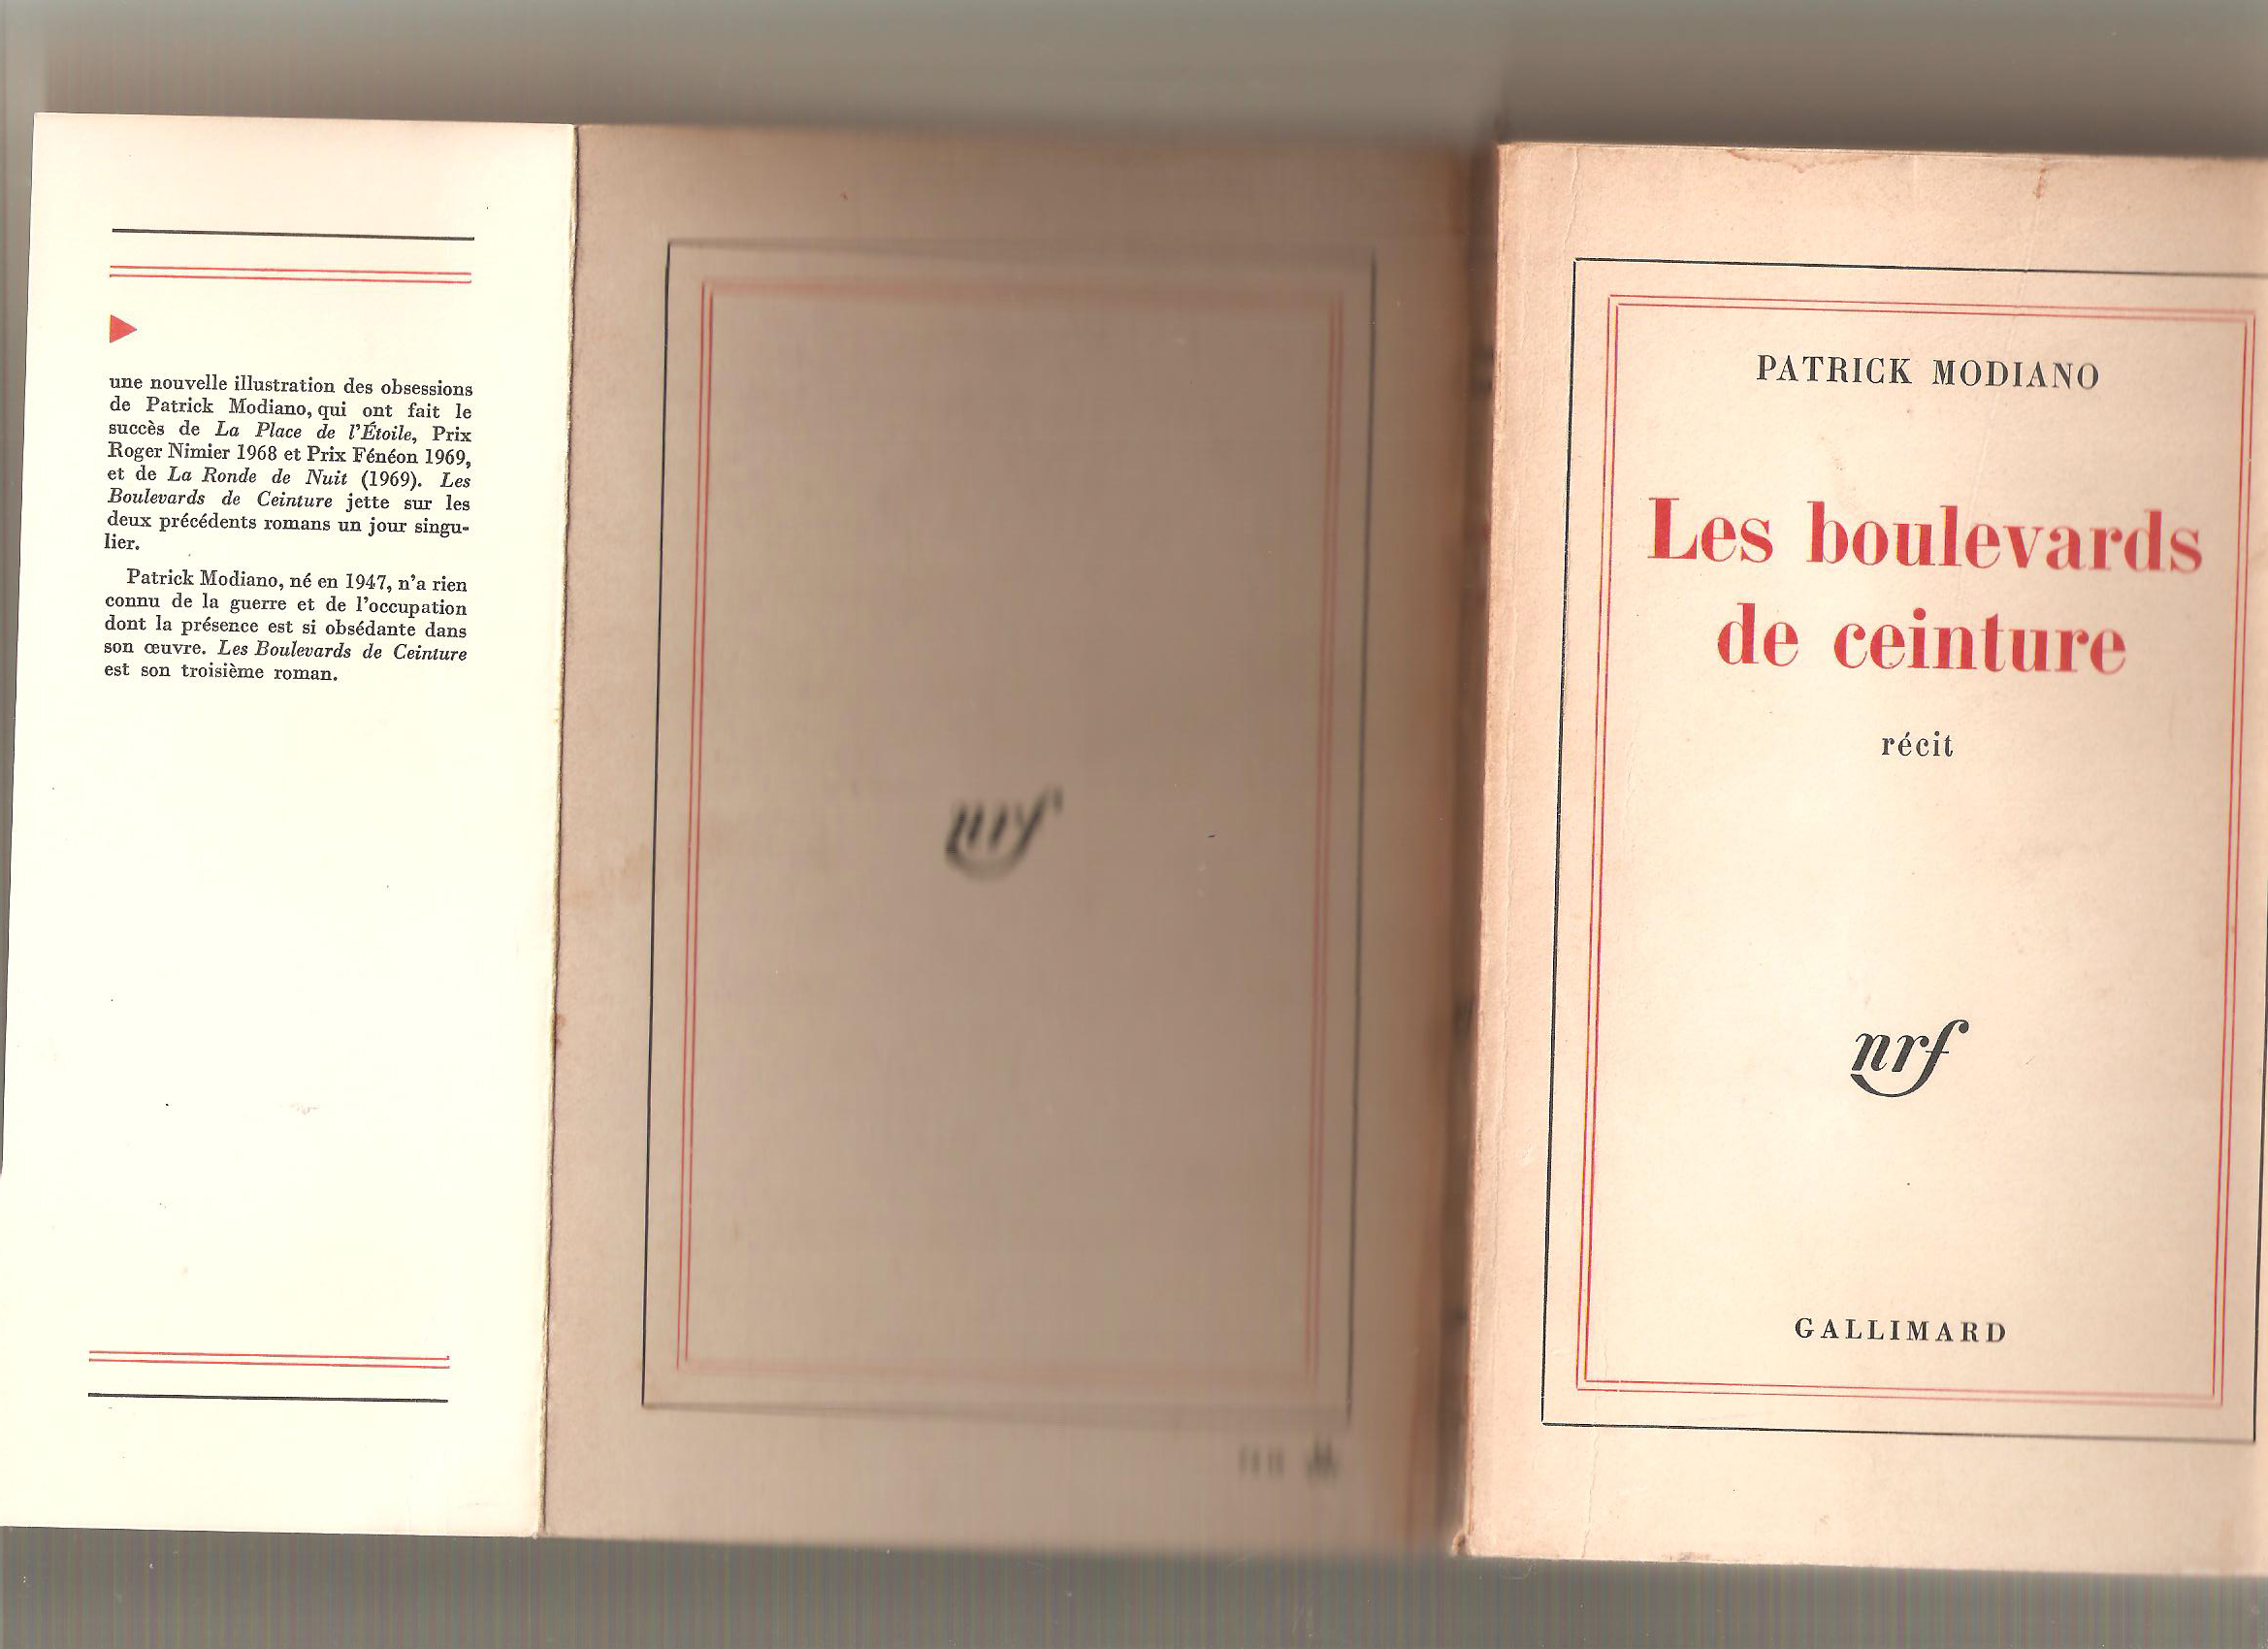 une nouvelle illustration des obsessions
de Patrick Modiano, qui ont fait le
succès de La Place de l'Étoile, Prix
Roger Nimier 1968 et Prix Fénéon 1969,
et de La Ronde de Nuit (1969). Les
Boulevards de Ceinture jette sur les
deux précédents romans un jour singu-
lier.
Patrick Modiano, né en 1947, n'a rien
connu de la guerre et de l'occupation
dont la présence est si obsédante dans
son œuvre. Les Boulevards de Ceinture
est son troisième roman.
nrf
PATRICK MODIANO
Les boulevards
de ceinture
récit
nrf
GALLIMARD